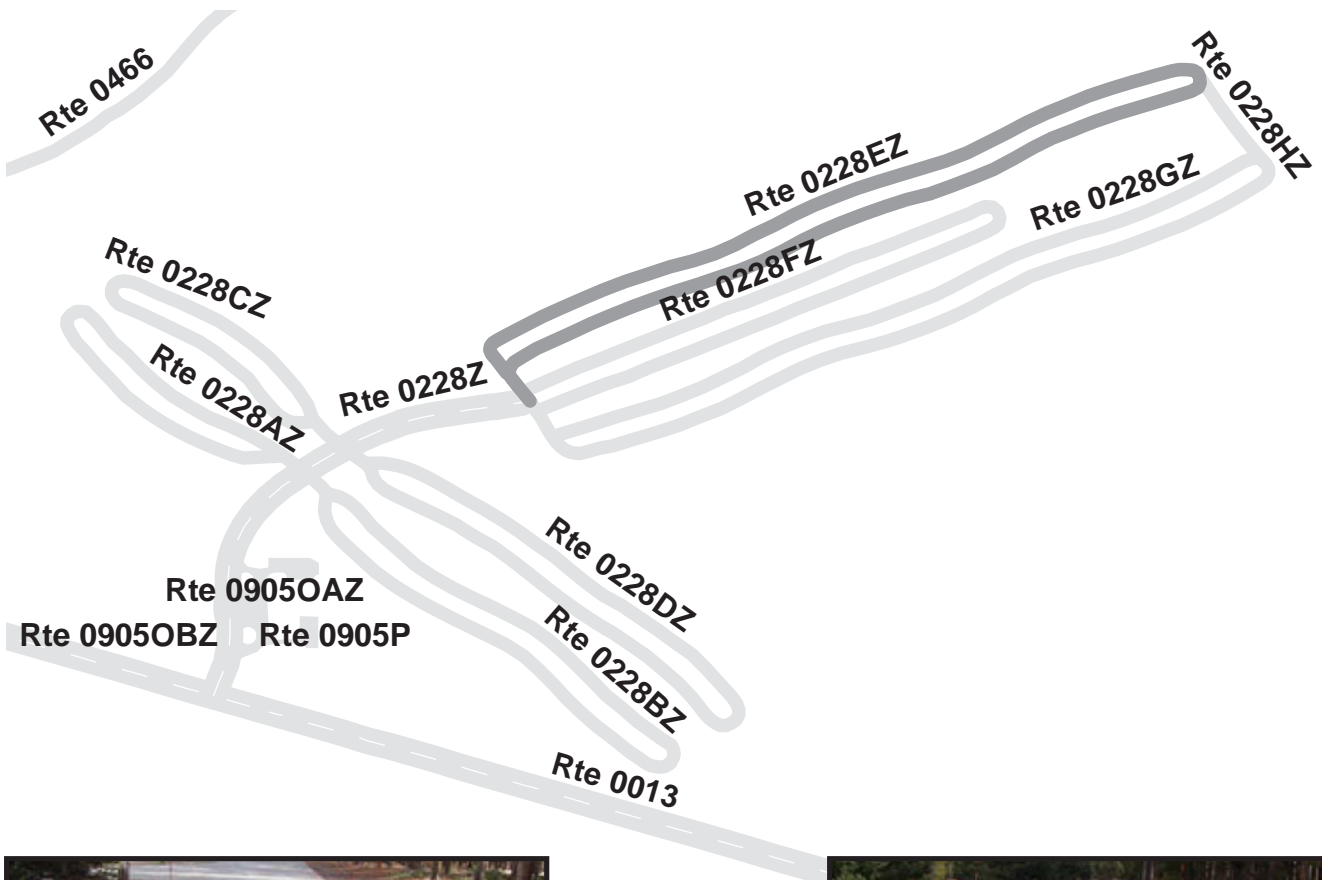 Rte 0466
Rte 0228HZ
Rte 0228EZ
Rte 0228GZ
Rte 0228CZ
Rte 0228FZ
Rte 0228AZ
Rte 0228Z
Rte 0228DZ
Rte 0905OAZ
Rte 0905OBZ
Rte 0905P
Rte 0228BZ
Rte 0013